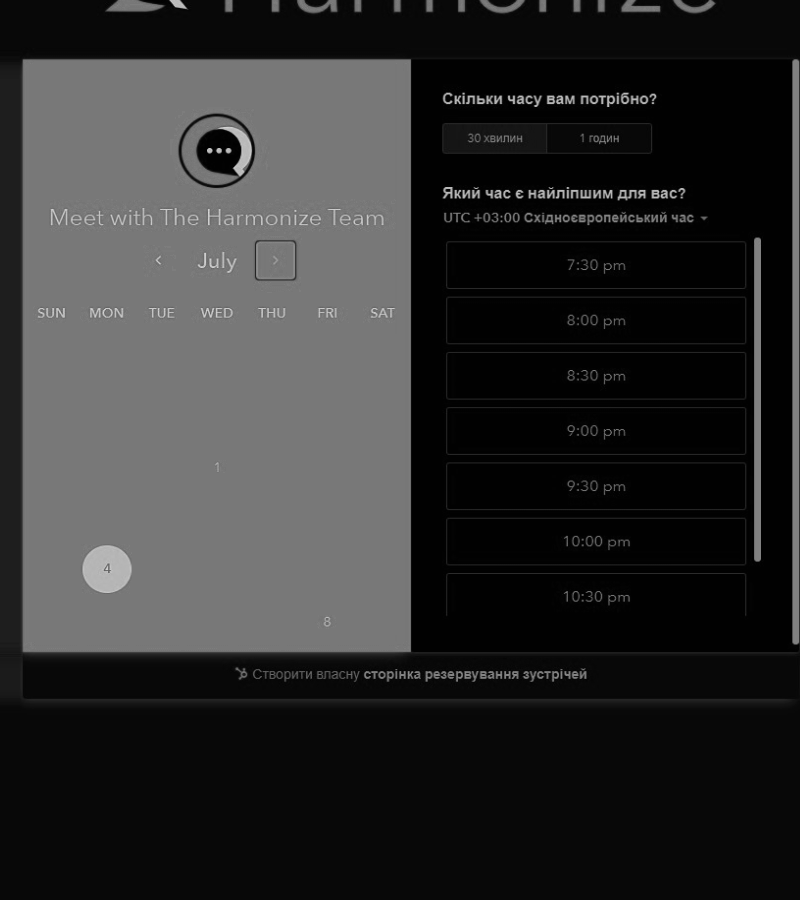 Harmonize
Meet with The Harmonize Team
July
SUN MON TUE WED THU FRI SAT
1
4
8
Скільки часу вам потрібно?
30 хвилин 1 годин
Який час є найліпшим для вас?
UTC +03:00 Східноєвропейський час
7:30 pm
8:00 pm
8:30 pm
9:00 pm
9:30 pm
10:00 pm
10:30 pm
Створити власну сторінка резервування зустрічей